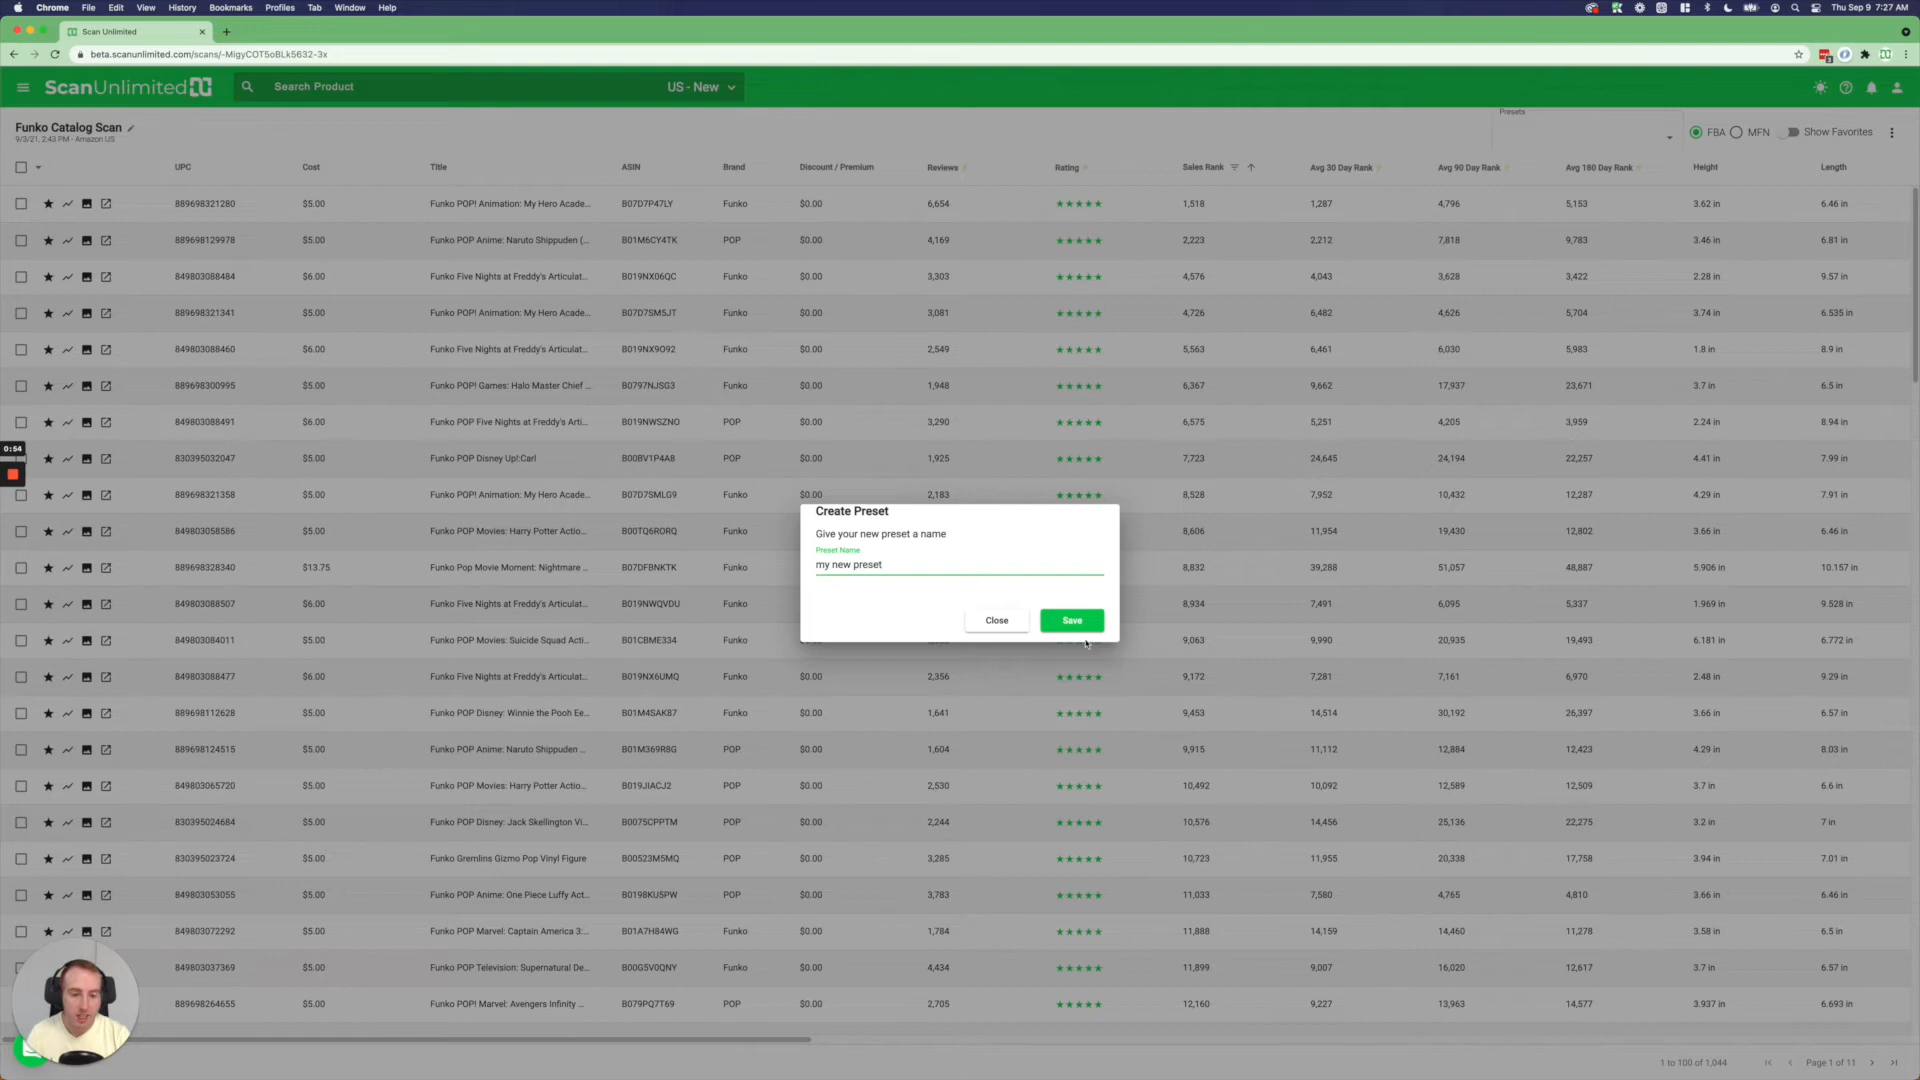 Chrome File Edit View History Bookmarks Profiles Tab Window Help Thu Sep 9 7:27 AM
Scan Unlimited
beta.scanunlimited.com/scans/-MigyCOT5oBLk5632-3x
ScanUnlimited Search Product US - New
Funko Catalog Scan
9/3/21, 2:43 PM - Amazon US
Presets
FBA MFN Show Favorites
UPC Cost Title ASIN Brand Discount / Premium Reviews Rating Sales Rank Avg 30 Day Rank Avg 90 Day Rank Avg 180 Day Rank Height Length
889698321280 $5.00 Funko POP! Animation: My Hero Acade... B07D7P47LY Funko $0.00 6,654 1,518 1,287 4,796 5,153 3.62 in 6.46 in
889698129978 $5.00 Funko POP Anime: Naruto Shippuden (... B01M6CY4TK POP $0.00 4,169 2,223 2,212 7,818 9,783 3.46 in 6.81 in
849803088484 $6.00 Funko Five Nights at Freddy's Articulat... B019NX06QC Funko $0.00 3,303 4,576 4,043 3,628 3,422 2.28 in 9.57 in
889698321341 $5.00 Funko POP! Animation: My Hero Acade... B07D7SM5JT Funko $0.00 3,081 4,726 6,482 4,626 5,704 3.74 in 6.535 in
849803088460 $6.00 Funko Five Nights at Freddy's Articulat... B019NX9O92 Funko $0.00 2,549 5,563 6,461 6,030 5,983 1.8 in 8.9 in
889698300995 $5.00 Funko POP! Games: Halo Master Chief ... B0797NJSG3 Funko $0.00 1,948 6,367 9,662 17,937 23,671 3.7 in 6.5 in
849803088491 $6.00 Funko POP Five Nights at Freddy's Arti... B019NWSZNO Funko $0.00 3,290 6,575 5,251 4,205 3,959 2.24 in 8.94 in
0:54
830395032047 $5.00 Funko POP Disney Up!:Carl B00BV1P4A8 POP $0.00 1,925 7,723 24,645 24,194 22,257 4.41 in 7.99 in
889698321358 $5.00 Funko POP! Animation: My Hero Acade... B07D7SMLG9 Funko $0.00 2,183 8,528 7,952 10,432 12,287 4.29 in 7.91 in
849803058586 $5.00 Funko POP Movies: Harry Potter Actio... B00TQ6RORQ Funko 8,606 11,954 19,430 12,802 3.66 in 6.46 in
889698328340 $13.75 Funko Pop Movie Moment: Nightmare ... B07DFBNKTK Funko 8,832 39,288 51,057 48,887 5.906 in 10.157 in
849803088507 $6.00 Funko Five Nights at Freddy's Articulat... B019NWQVDU Funko 8,934 7,491 6,095 5,337 1.969 in 9.528 in
849803084011 $5.00 Funko POP Movies: Suicide Squad Acti... B01CBME334 Funko 9,063 9,990 20,935 19,493 6.181 in 6.772 in
Create Preset
Give your new preset a name
Preset Name
my new preset
Close Save
849803088477 $6.00 Funko Five Nights at Freddy's Articulat... B019NX6UMQ Funko $0.00 2,356 9,172 7,281 7,161 6,970 2.48 in 9.29 in
889698112628 $5.00 Funko POP Disney: Winnie the Pooh Ee... B01M4SAK87 Funko $0.00 1,641 9,453 14,514 30,192 26,397 3.66 in 6.57 in
889698124515 $5.00 Funko POP Anime: Naruto Shippuden ... B01M369R8G POP $0.00 1,604 9,915 11,112 12,884 12,423 4.29 in 8.03 in
849803065720 $5.00 Funko POP Movies: Harry Potter Actio... B019JIACJ2 Funko $0.00 2,530 10,492 10,092 12,589 12,509 3.7 in 6.6 in
830395024684 $5.00 Funko POP Disney: Jack Skellington Vi... B0075CPPTM POP $0.00 2,244 10,576 14,456 25,136 22,275 3.2 in 7 in
830395023724 $5.00 Funko Gremlins Gizmo Pop Vinyl Figure B00523M5MQ Funko $0.00 3,285 10,723 11,955 20,338 17,758 3.94 in 7.01 in
849803053055 $5.00 Funko POP Anime: One Piece Luffy Act... B0198KU5PW POP $0.00 3,783 11,033 7,580 4,765 4,810 3.66 in 6.46 in
849803072292 $5.00 Funko POP Marvel: Captain America 3:... B01A7H84WG Funko $0.00 1,784 11,888 14,159 14,460 11,278 3.58 in 6.5 in
849803037369 $5.00 Funko POP Television: Supernatural De... B00G5V0QNY Funko $0.00 4,434 11,899 9,007 16,020 12,617 3.7 in 6.57 in
889698264655 $5.00 Funko POP! Marvel: Avengers Infinity ... B079PQ7T69 POP $0.00 2,705 12,160 9,227 13,963 14,577 3.937 in 6.693 in
1 to 100 of 1,044 Page 1 of 11